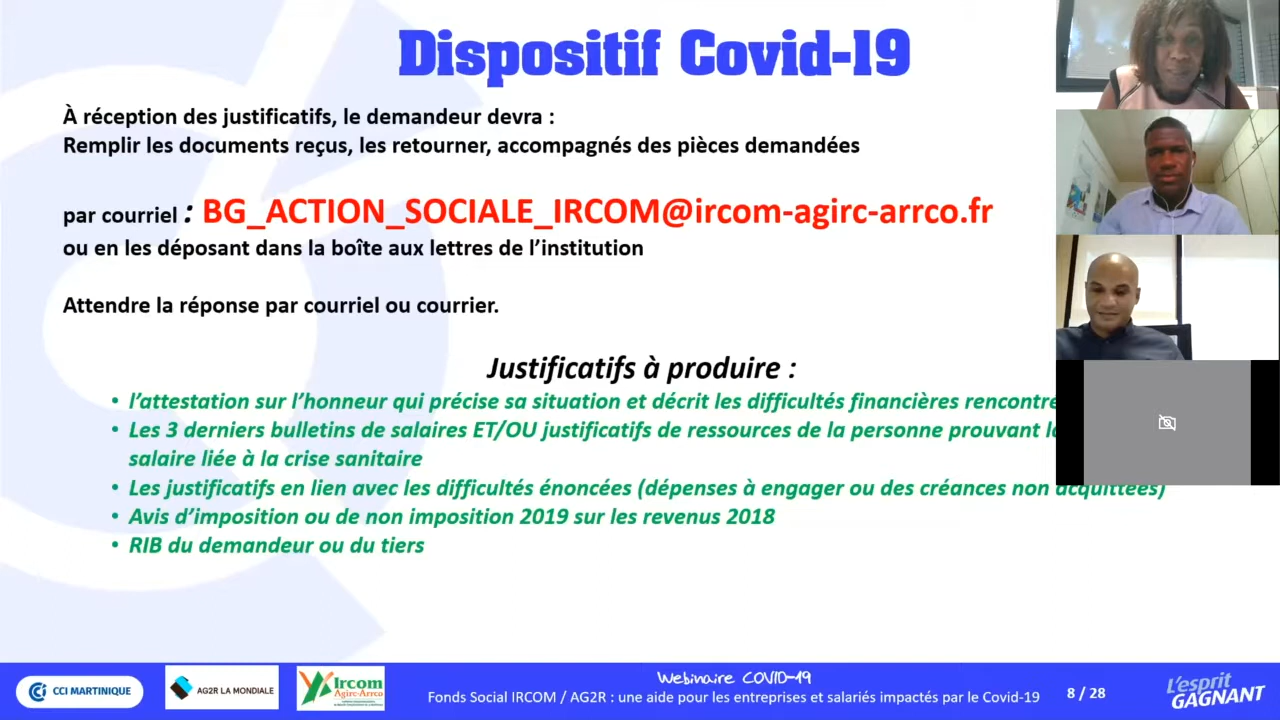 Dispositif Covid-19
À réception des justificatifs, le demandeur devra :
Remplir les documents reçus, les retourner, accompagnés des pièces demandées
par courriel : BG_ACTION_SOCIALE_IRCOM@ircom-agirc-arrco.fr
ou en les déposant dans la boîte aux lettres de l'institution
Attendre la réponse par courriel ou courrier.
Justificatifs à produire :
• l'attestation sur l'honneur qui précise sa situation et décrit les difficultés financières
• Les 3 derniers bulletins de salaires ET/OU justificatifs de ressources de la personne prouvant
salaire liée à la crise sanitaire
• Les justificatifs en lien avec les difficultés énoncées (dépenses à engager ou des créances non acquittées)
• Avis d'imposition ou de non imposition 2019 sur les revenus 2018
• RIB du demandeur ou du tiers
CCI MARTINIQUE
AG2R LA MONDIALE
Ircom
Agirc-Arrco
Webinaire COVID-19
Fonds Social IRCOM / AG2R : une aide pour les entreprises et salariés impactés par le Covid-19
8 / 28
L'esprit
GAGNANT